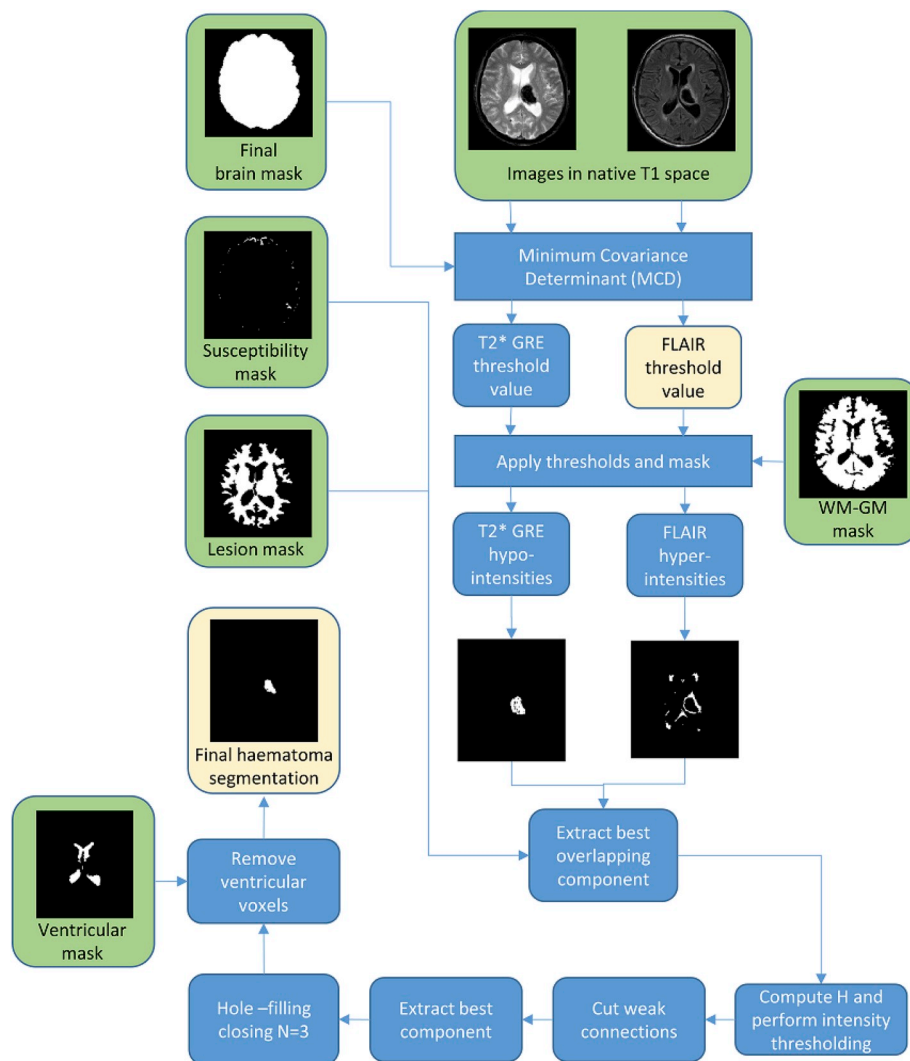 Final
brain mask
Images in native T1 space
Susceptibility
mask
Minimum Covariance
Determinant (MCD)
T2* GRE
threshold
value
FLAIR
threshold
value
Lesion mask
Apply thresholds and mask
WM-GM
mask
T2* GRE
hypo-
intensities
FLAIR
hyper-
intensities
Final haematoma
segmentation
Extract best
overlapping
component
Remove
ventricular
voxels
Ventricular
mask
Hole –filling
closing N=3
Extract best
component
Cut weak
connections
Compute H and
perform intensity
thresholding